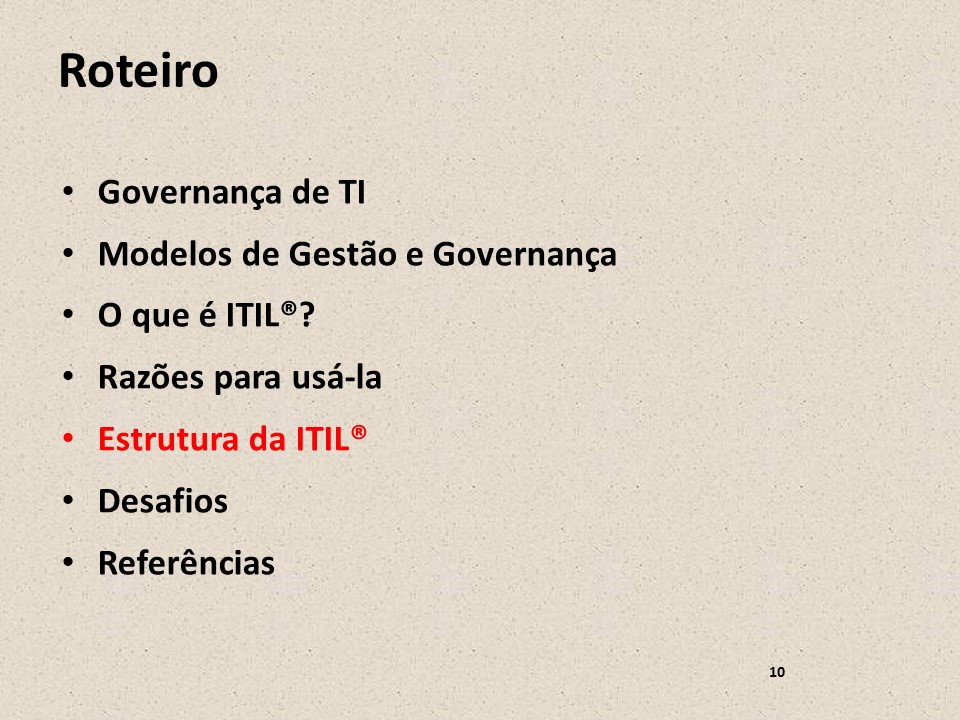 Roteiro
• Governança de TI
• Modelos de Gestão e Governança
• O que é ITIL®?
• Razões para usá-la
• Estrutura da ITIL®
• Desafios
• Referências
10